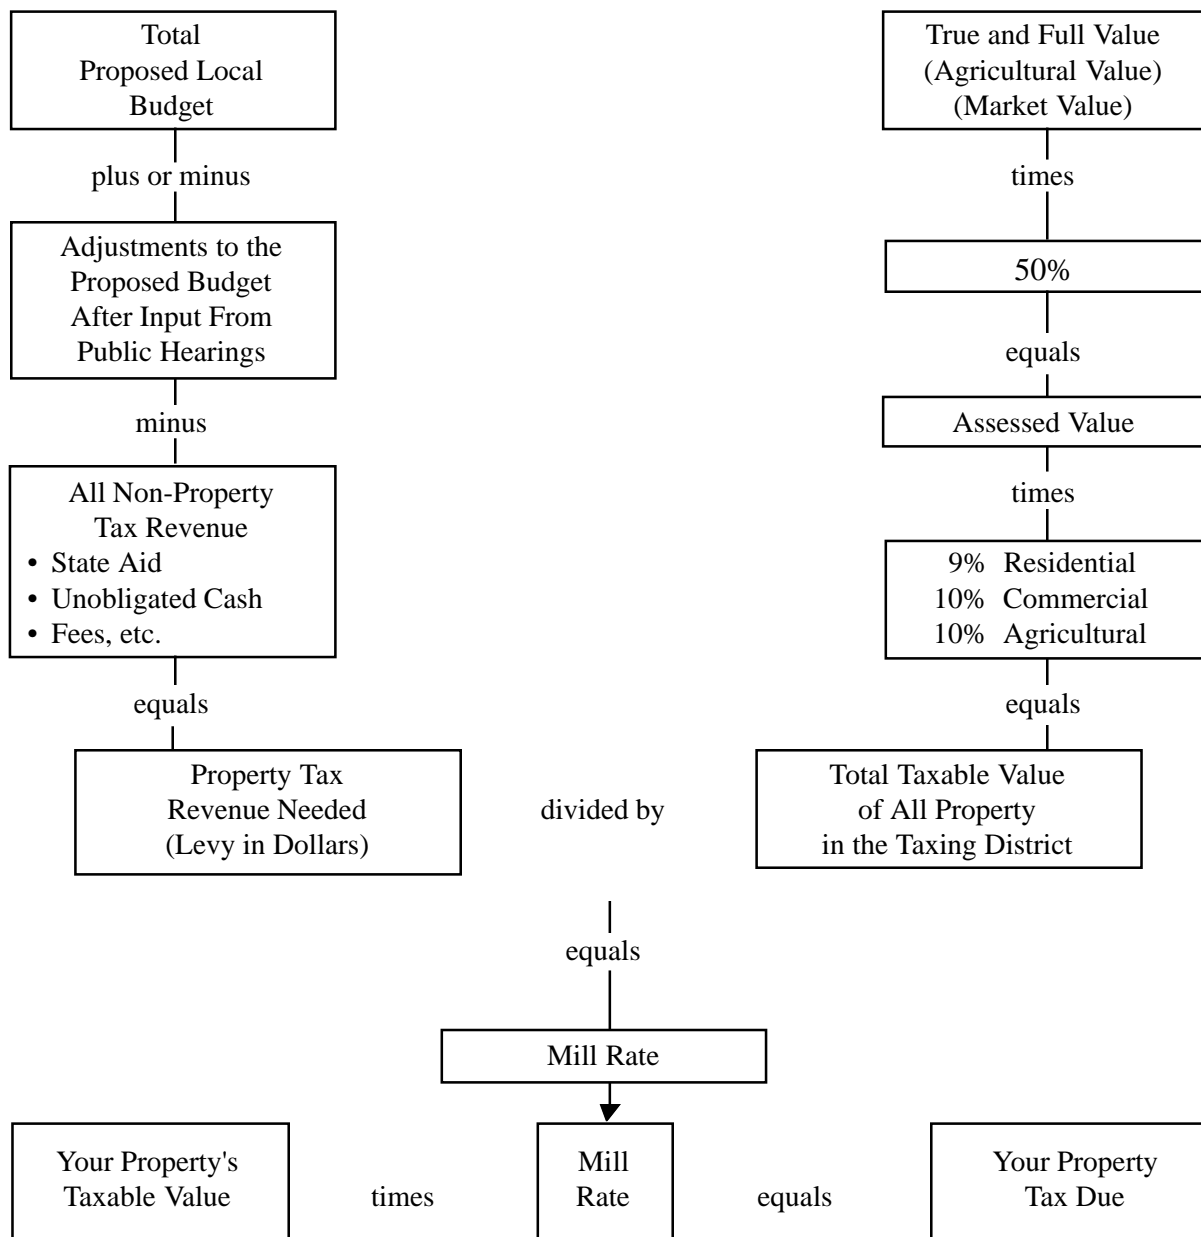 Total
Proposed Local
Budget
plus or minus
Adjustments to the
Proposed Budget
After Input From
Public Hearings
minus
All Non-Property
Tax Revenue
• State Aid
• Unobligated Cash
• Fees, etc.
equals
Property Tax
Revenue Needed
(Levy in Dollars)
divided by
True and Full Value
(Agricultural Value)
(Market Value)
times
50%
equals
Assessed Value
times
9% Residential
10% Commercial
10% Agricultural
equals
Total Taxable Value
of All Property
in the Taxing District
equals
Mill Rate
Your Property's
Taxable Value
times
Mill
Rate
equals
Your Property
Tax Due